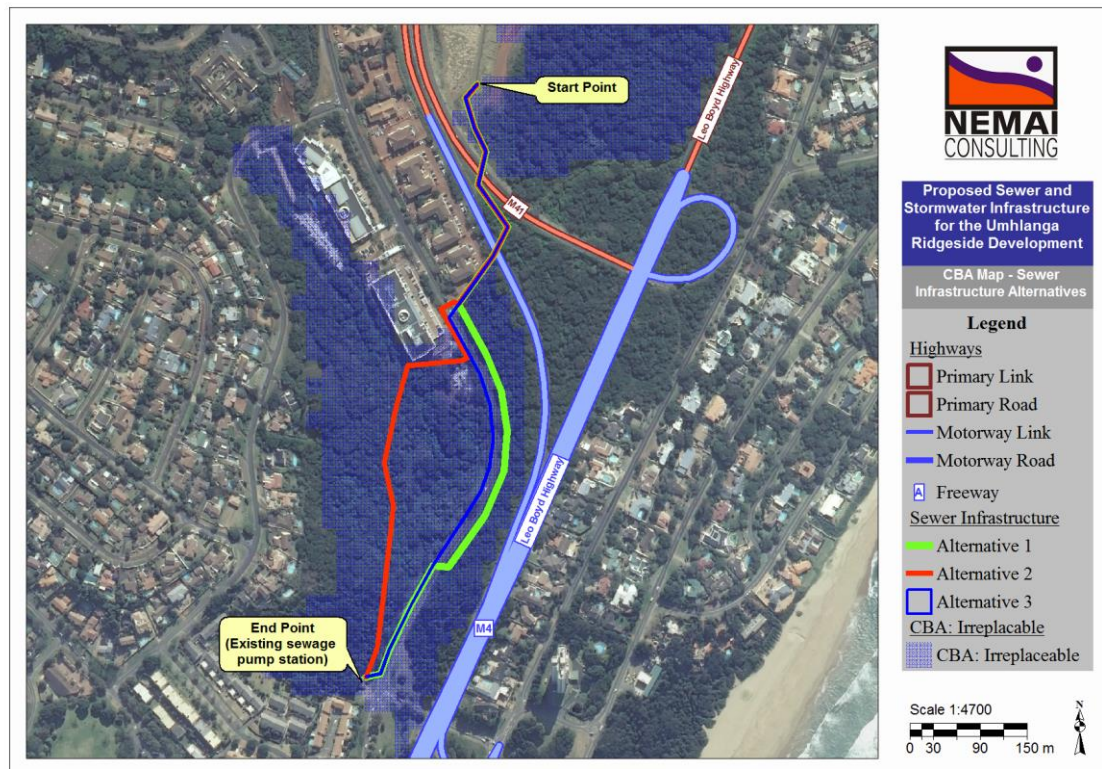 Start Point
Leo Boyd Highway
M41
Leo Boyd Highway
M4
End Point
(Existing sewage
pump station)
NEMAI
CONSULTING
Proposed Sewer and
Stormwater Infrastructure
for the Umhlanga
Ridgeside Development
CBA Map - Sewer
Infrastructure Alternatives
Legend
Highways
Primary Link
Primary Road
Motorway Link
Motorway Road
A Freeway
Sewer Infrastructure
Alternative 1
Alternative 2
Alternative 3
CBA: Irreplacable
CBA: Irreplaceable
Scale 1:4700
0 30 90 150 m
N